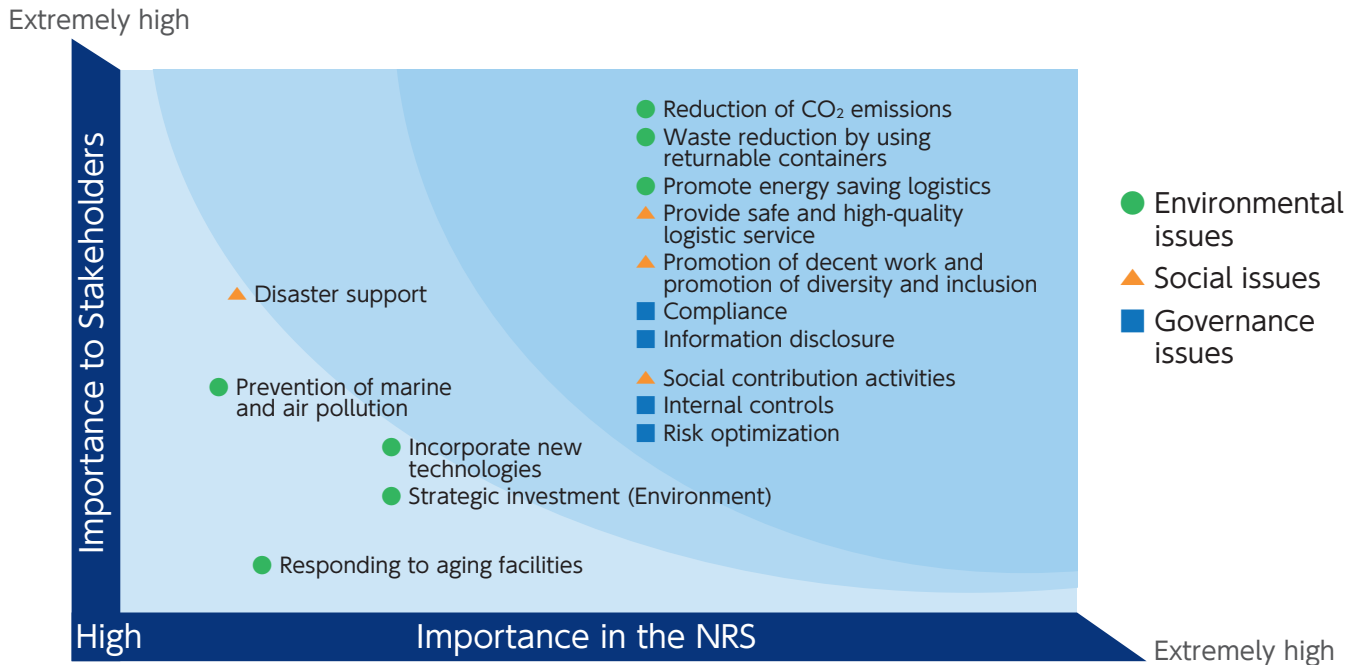 Extremely high
Importance to Stakeholders
Reduction of CO₂ emissions
Waste reduction by using
returnable containers
Promote energy saving logistics
Provide safe and high-quality
logistic service
Promotion of decent work and
promotion of diversity and inclusion
Compliance
Information disclosure
Social contribution activities
Internal controls
Risk optimization
Disaster support
Prevention of marine
and air pollution
Incorporate new
technologies
Strategic investment (Environment)
Responding to aging facilities
Environmental
issues
Social issues
Governance
issues
High
Importance in the NRS
Extremely high